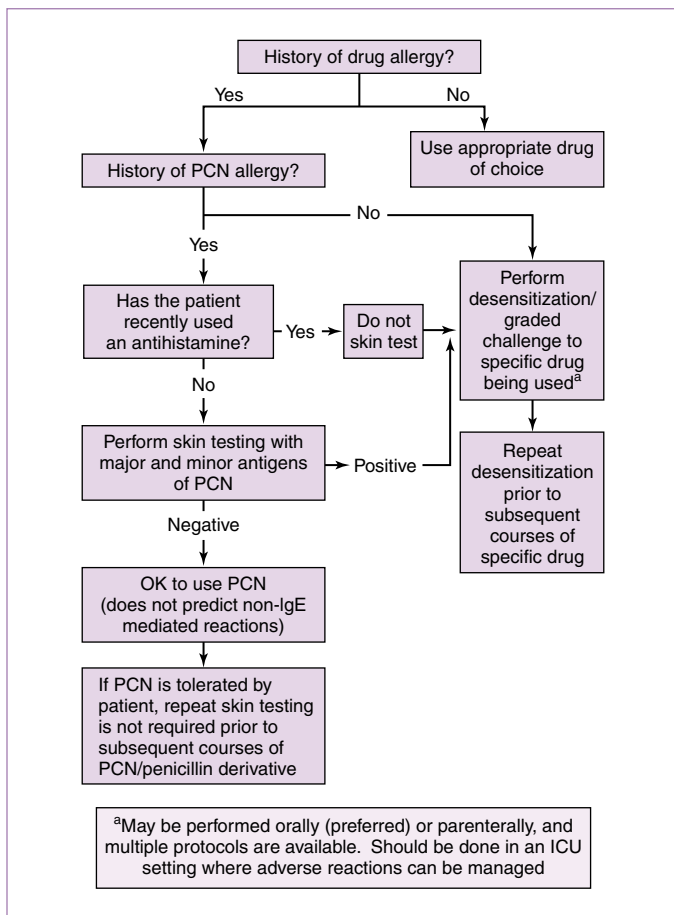 History of drug allergy?
Yes
No
History of PCN allergy?
Use appropriate drug
of choice
No
Yes
Has the patient
recently used
an antihistamine?
Yes
Do not
skin test
Perform
desensitization/
graded
challenge to
specific drug
being usedᵃ
No
Perform skin testing with
major and minor antigens
of PCN
Positive
Repeat
desensitization
prior to
subsequent
courses of
specific drug
Negative
OK to use PCN
(does not predict non-IgE
mediated reactions)
If PCN is tolerated by
patient, repeat skin testing
is not required prior to
subsequent courses of
PCN/penicillin derivative
ᵃMay be performed orally (preferred) or parenterally, and
multiple protocols are available. Should be done in an ICU
setting where adverse reactions can be managed